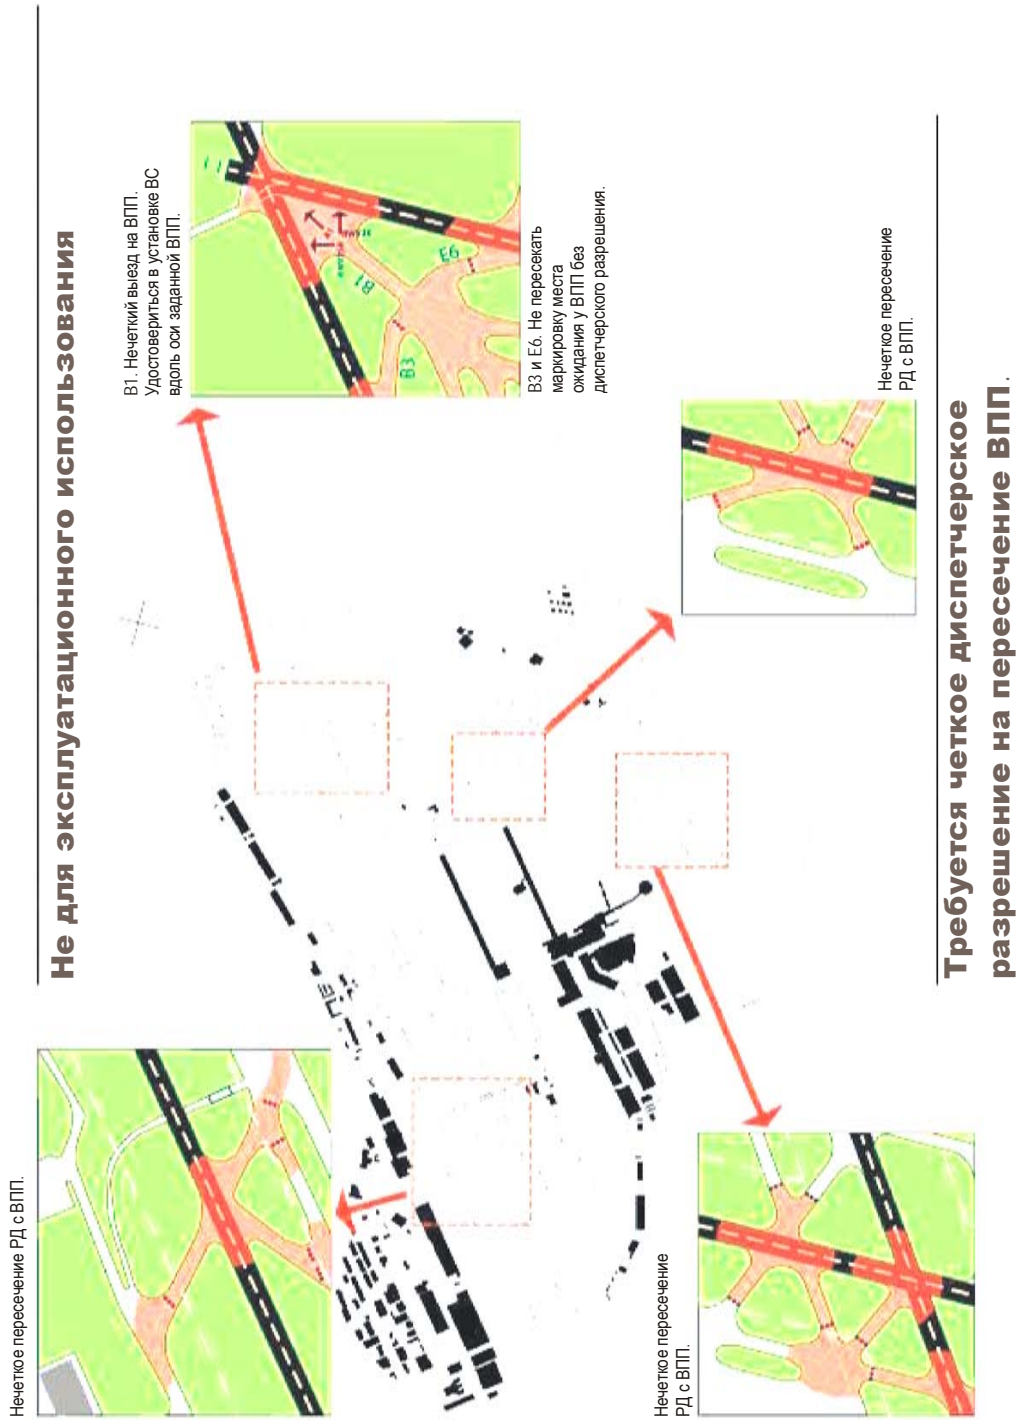 Не для эксплуатационного использования
Нечеткое пересечение РД с ВПП.
B1. Нечеткий выезд на ВПП.
Удостовериться в установке ВС
вдоль оси заданной ВПП.
B1
B3
E6
B3 и E6. Не пересекать
маркировку места
ожидания у ВПП без
диспетчерского разрешения.
Нечеткое пересечение
РД с ВПП.
Нечеткое пересечение
РД с ВПП.
Требуется четкое диспетчерское
разрешение на пересечение ВПП.